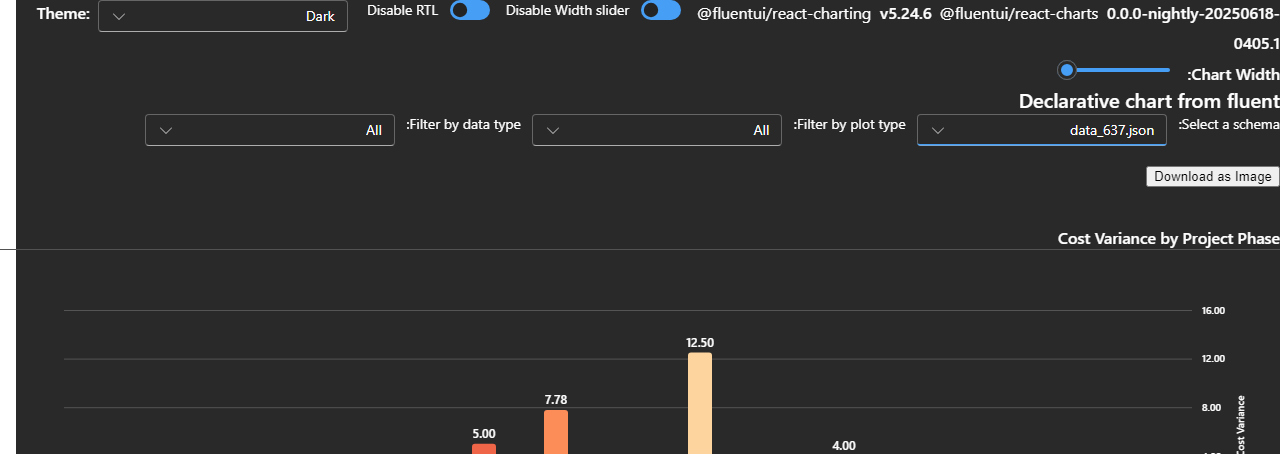 Theme: Dark Disable RTL Disable Width slider @fluentui/react-charting v5.24.6 @fluentui/react-charts 0.0.0-nightly-20250618-
0405.1
:Chart Width
Declarative chart from fluent
:Select a schema data_637.json :Filter by plot type All :Filter by data type All
Download as Image
Cost Variance by Project Phase
16.00
12.50
12.00
7.78
8.00
5.00
4.00
Cost Variance